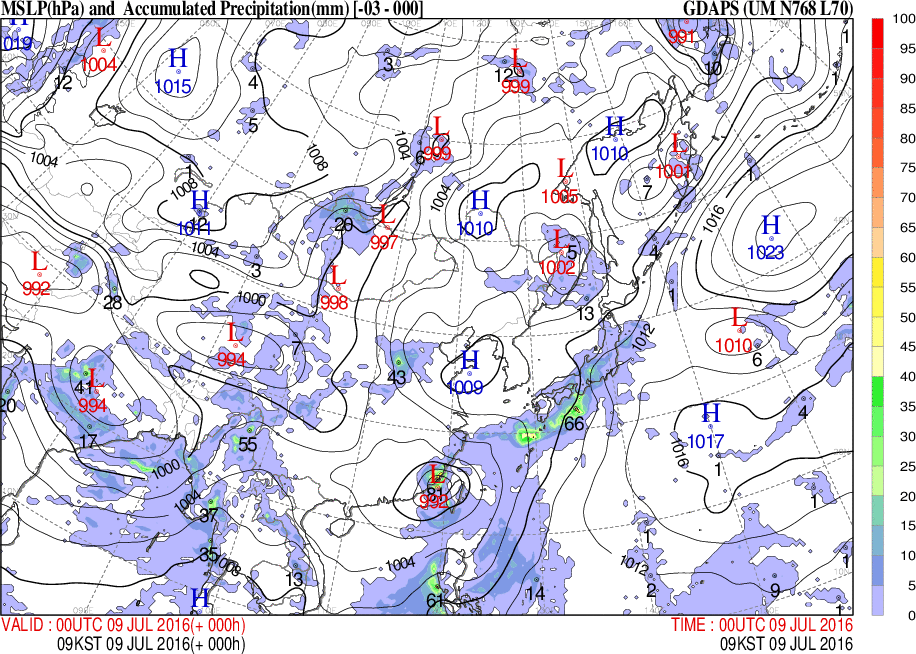 MSLP(hPa) and Accumulated Precipitation(mm) [-03 - 000] GDAPS (UM N768 L70)
H 1019
L 1004
H 1015
12
4
5
3
L 999
12
L 991
10
1
1
100
90
80
70
60
65
50
55
40
45
35
30
25
20
15
10
5
0
1004
1008
1
1008
H 1011
12
1004
L 999
6
2
1004
1004
H 1010
L 1005
H 1010
7
L 1001
1
1016
H 1023
20
L 997
L 998
3
1000
L 992
28
L 1002
5
13
4
1
1012
L 1010
6
L 994
7
43
H 1009
41
L 994
17
20
55
66
H 1017
1016
1
4
1000
1004
37
35
1008
H
L 992
61
1004
13
61
14
1
1012
2
9
1
1
VALID : 00UTC 09 JUL 2016(+ 000h) TIME : 00UTC 09 JUL 2016
09KST 09 JUL 2016(+ 000h) 09KST 09 JUL 2016